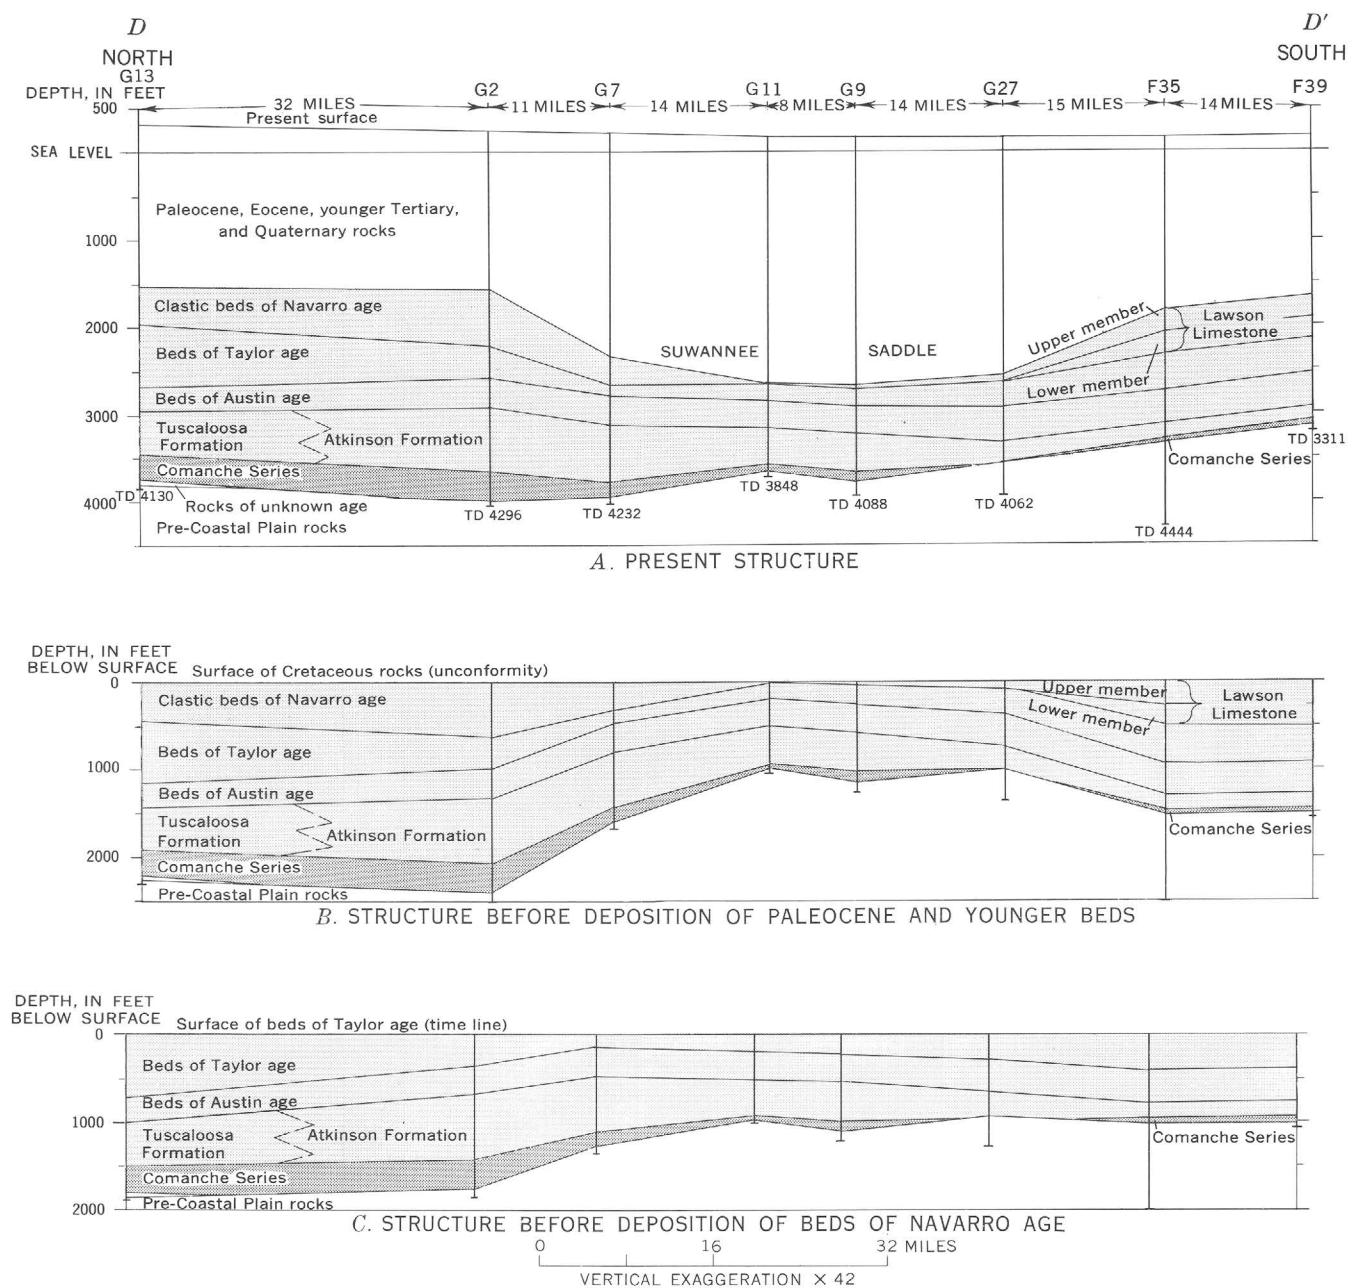 D
D′
NORTH
SOUTH
G13
G2
G7
G11
G9
G27
F35
F39
DEPTH, IN FEET
500
32 MILES
11 MILES
14 MILES
8 MILES
14 MILES
15 MILES
14 MILES
Present surface
SEA LEVEL
Paleocene, Eocene, younger Tertiary,
and Quaternary rocks
1000
Clastic beds of Navarro age
2000
Upper member
Lawson
Limestone
Beds of Taylor age
SUWANNEE
SADDLE
Lower member
Beds of Austin age
3000
Tuscaloosa
Formation
Atkinson Formation
TD 3311
Comanche Series
Comanche Series
TD 4130
TD 3848
4000
Rocks of unknown age
TD 4296
TD 4232
TD 4088
TD 4062
Pre-Coastal Plain rocks
TD 4444
A. PRESENT STRUCTURE
DEPTH, IN FEET
BELOW SURFACE
Surface of Cretaceous rocks (unconformity)
0
Clastic beds of Navarro age
Upper member
Lower member
Lawson
Limestone
Beds of Taylor age
1000
Beds of Austin age
Tuscaloosa
Formation
Atkinson Formation
Comanche Series
2000
Comanche Series
Pre-Coastal Plain rocks
B. STRUCTURE BEFORE DEPOSITION OF PALEOCENE AND YOUNGER BEDS
DEPTH, IN FEET
BELOW SURFACE
Surface of beds of Taylor age (time line)
0
Beds of Taylor age
Beds of Austin age
1000
Tuscaloosa
Formation
Atkinson Formation
Comanche Series
Comanche Series
Pre-Coastal Plain rocks
2000
C. STRUCTURE BEFORE DEPOSITION OF BEDS OF NAVARRO AGE
0
16
32 MILES
VERTICAL EXAGGERATION × 42